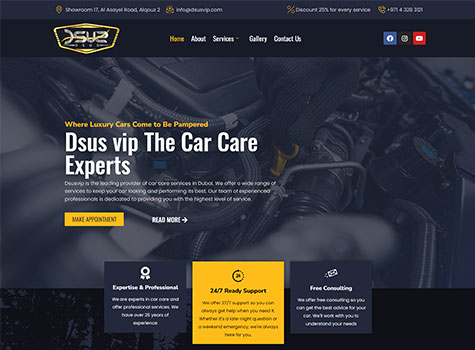 Showroom 17, Al Asayel Road, Alqouz 2
info@dsusvip.com
Discount 25% for every service
+971 4 328 3121
DSUS
DSUS
Home About Services Gallery Contact Us
Where Luxury Cars Come to Be Pampered
Dsus vip The Car Care
Experts
Dsusvip is the leading provider of car care services in Dubai. We offer a wide range of
services to keep your car looking and performing its best. Our team of experienced
professionals is dedicated to providing you with the highest level of service.
MAKE APPOINTMENT
READ MORE
Expertise & Professional
We are experts in car care and
offer professional services. We
have over 25 years of
experience.
24/7 Ready Support
We offer 27/7 support so you can
always get help when you need it.
Whether it's a late-night question or
a weekend emergency, we're always
here for you.
Free Consulting
We offer free consulting so you
can get the best advice for your
car. We'll work with you to
understand your needs